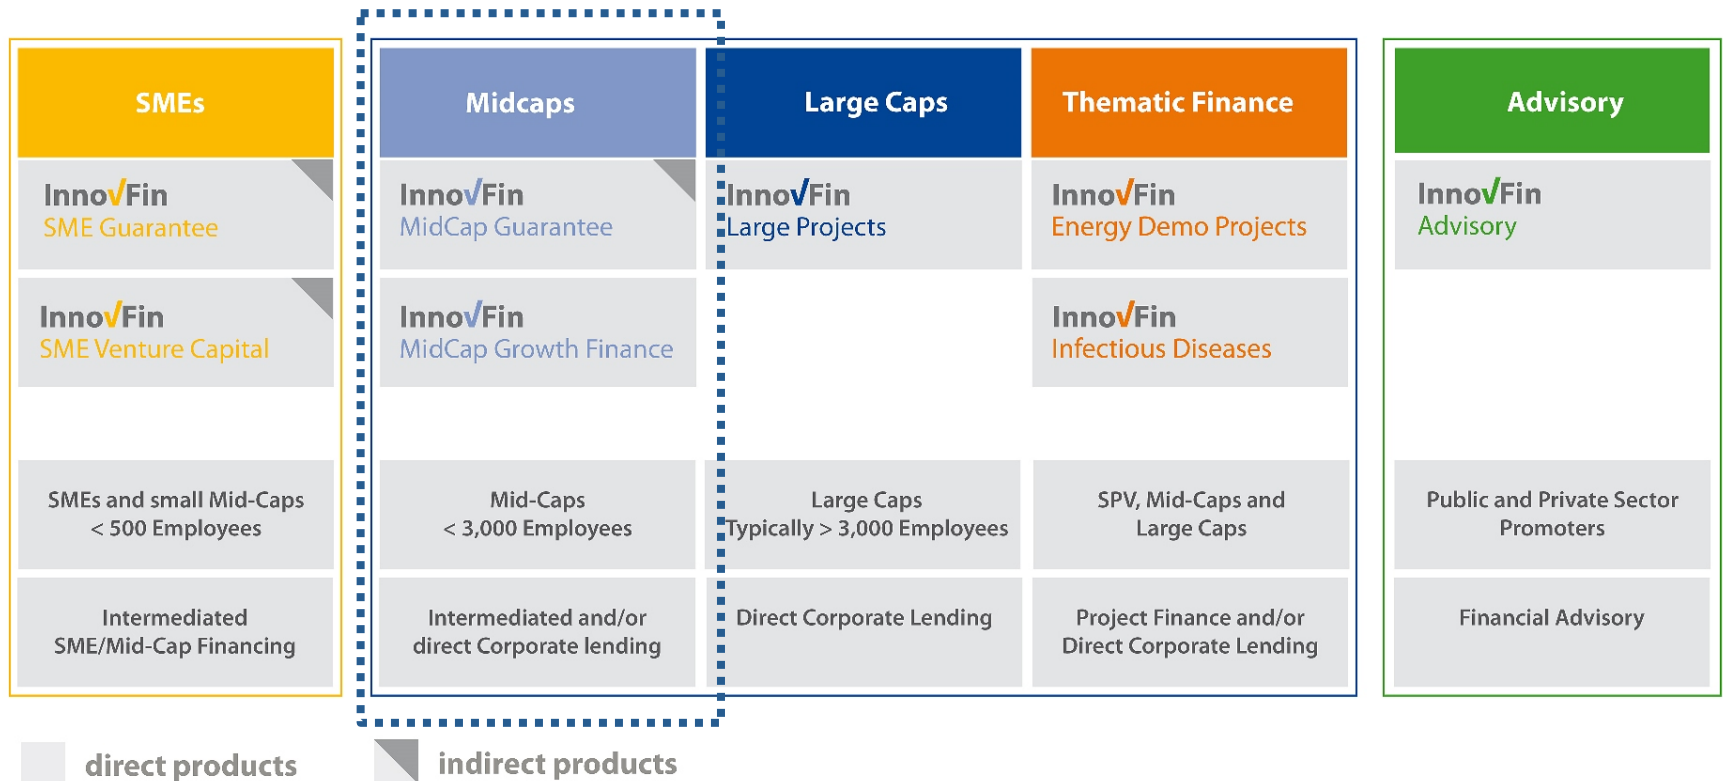 SMEs
InnovFin
SME Guarantee
InnovFin
SME Venture Capital
SMEs and small Mid-Caps
< 500 Employees
Intermediated
SME/Mid-Cap Financing
Midcaps
InnovFin
MidCap Guarantee
InnovFin
MidCap Growth Finance
Mid-Caps
< 3,000 Employees
Intermediated and/or
direct Corporate lending
Large Caps
InnovFin
Large Projects
Large Caps
Typically > 3,000 Employees
Direct Corporate Lending
Thematic Finance
InnovFin
Energy Demo Projects
InnovFin
Infectious Diseases
SPV, Mid-Caps and
Large Caps
Project Finance and/or
Direct Corporate Lending
Advisory
InnovFin
Advisory
Public and Private Sector
Promoters
Financial Advisory
direct products
indirect products